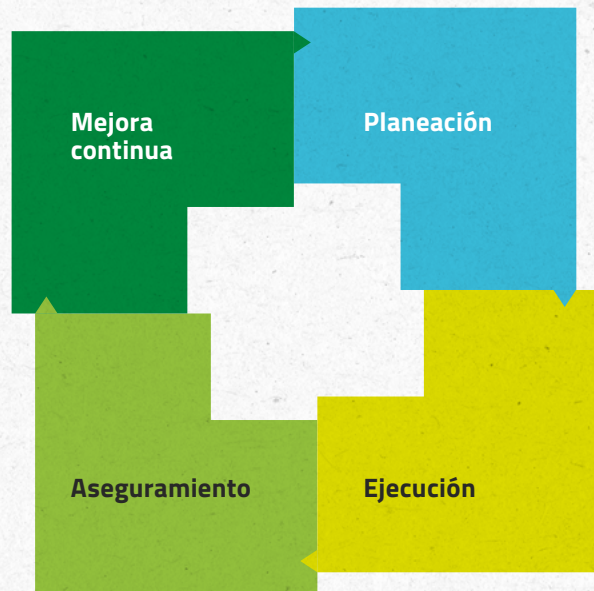 Mejora
continua
Planeación
Aseguramiento
Ejecución